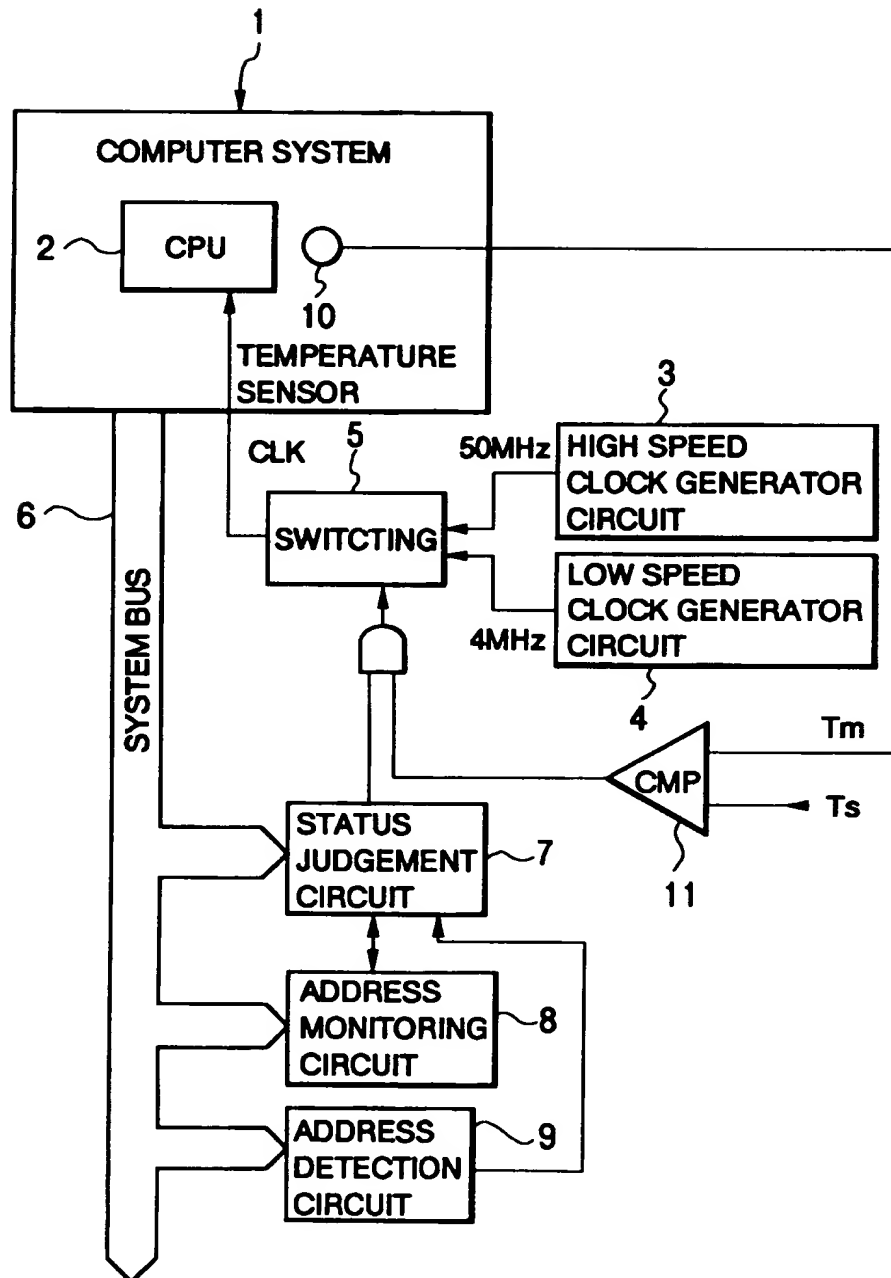 1
COMPUTER SYSTEM
2
CPU
10
TEMPERATURE
SENSOR
3
CLK
5
50MHz
HIGH SPEED
CLOCK GENERATOR
CIRCUIT
6
SWITCTING
LOW SPEED
CLOCK GENERATOR
CIRCUIT
4MHz
4
SYSTEM BUS
Tm
CMP
Ts
11
STATUS
JUDGEMENT
CIRCUIT
7
ADDRESS
MONITORING
CIRCUIT
8
ADDRESS
DETECTION
CIRCUIT
9